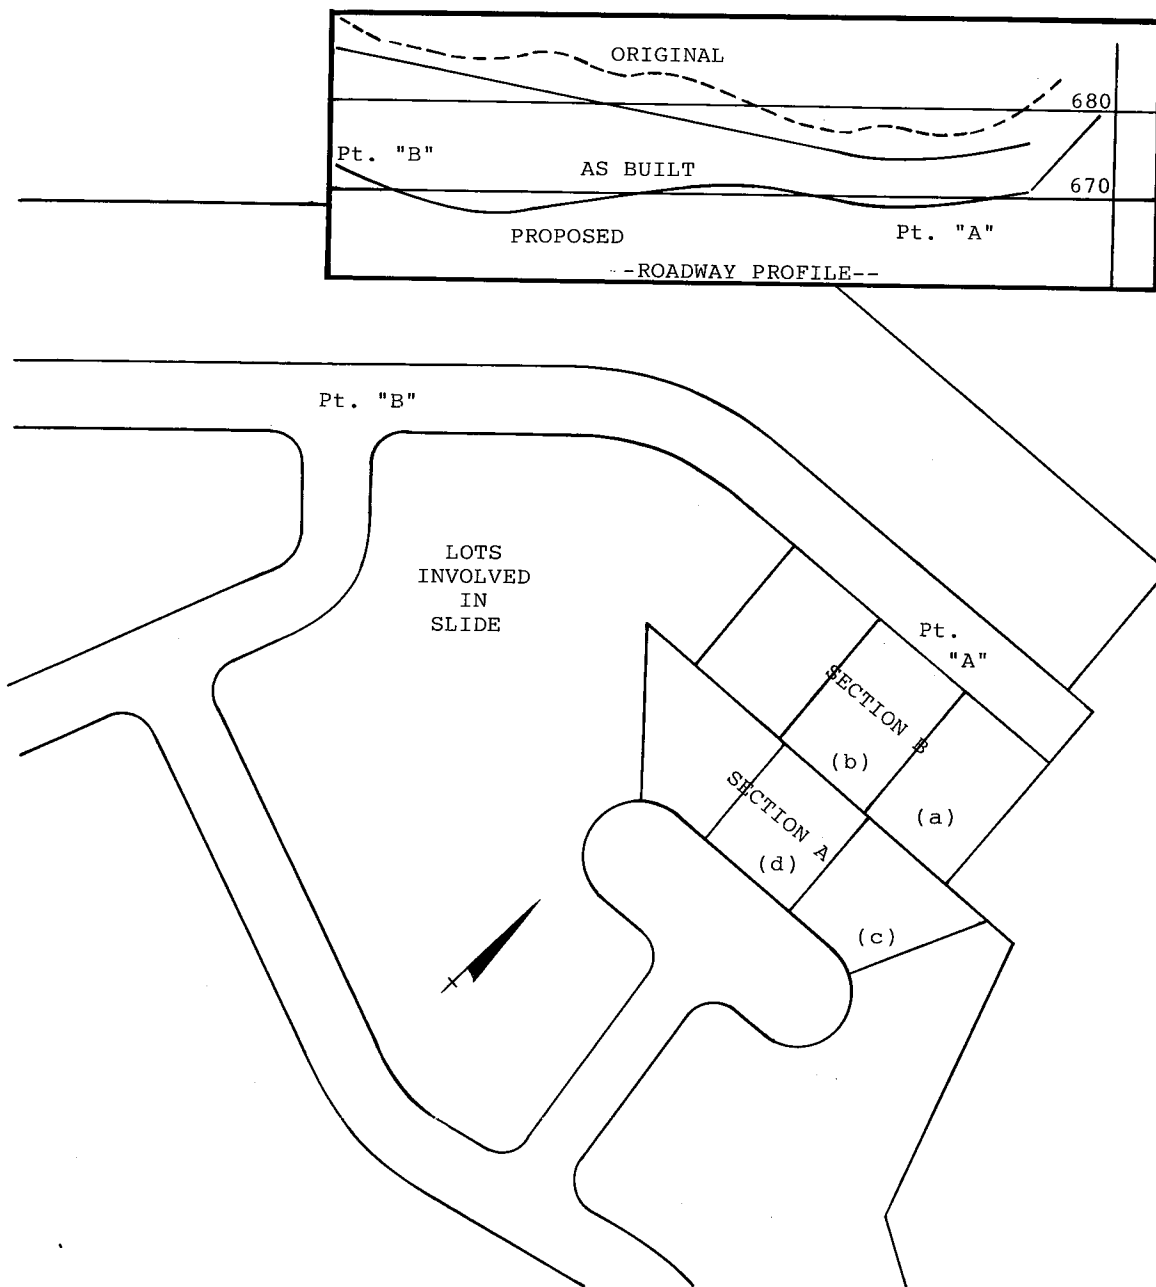 ORIGINAL
680
Pt. "B"
AS BUILT
670
PROPOSED
Pt. "A"
--ROADWAY PROFILE--
Pt. "B"
LOTS
INVOLVED
IN
SLIDE
Pt.
"A"
SECTION B
(b)
(a)
SECTION A
(d)
(c)